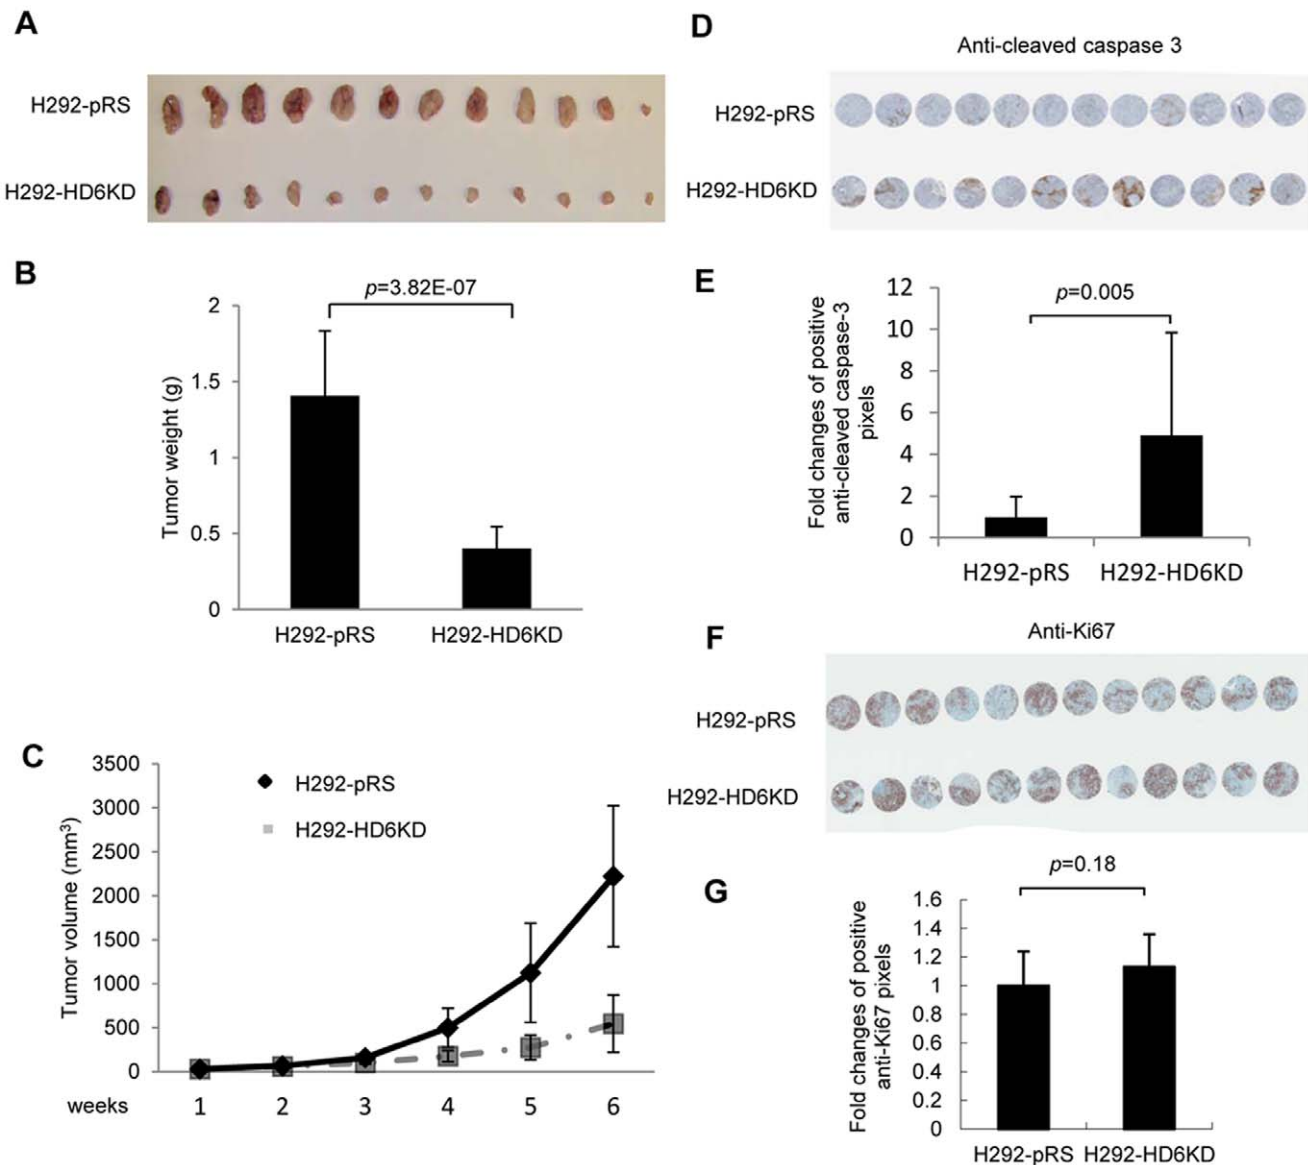 A
H292-pRS
H292-HD6KD
B
p=3.82E-07
Tumor weight (g)
2
1.5
1
0.5
0
H292-pRS
H292-HD6KD
C
Tumor volume (mm³)
3500
3000
2500
2000
1500
1000
500
0
H292-pRS
H292-HD6KD
weeks 1 2 3 4 5 6
D
Anti-cleaved caspase 3
H292-pRS
H292-HD6KD
E
p=0.005
Fold changes of positive
anti-cleaved caspase-3
pixels
12
10
8
6
4
2
0
H292-pRS
H292-HD6KD
F
Anti-Ki67
H292-pRS
H292-HD6KD
G
p=0.18
Fold changes of positive
anti-Ki67 pixels
1.6
1.4
1.2
1
0.8
0.6
0.4
0.2
0
H292-pRS
H292-HD6KD